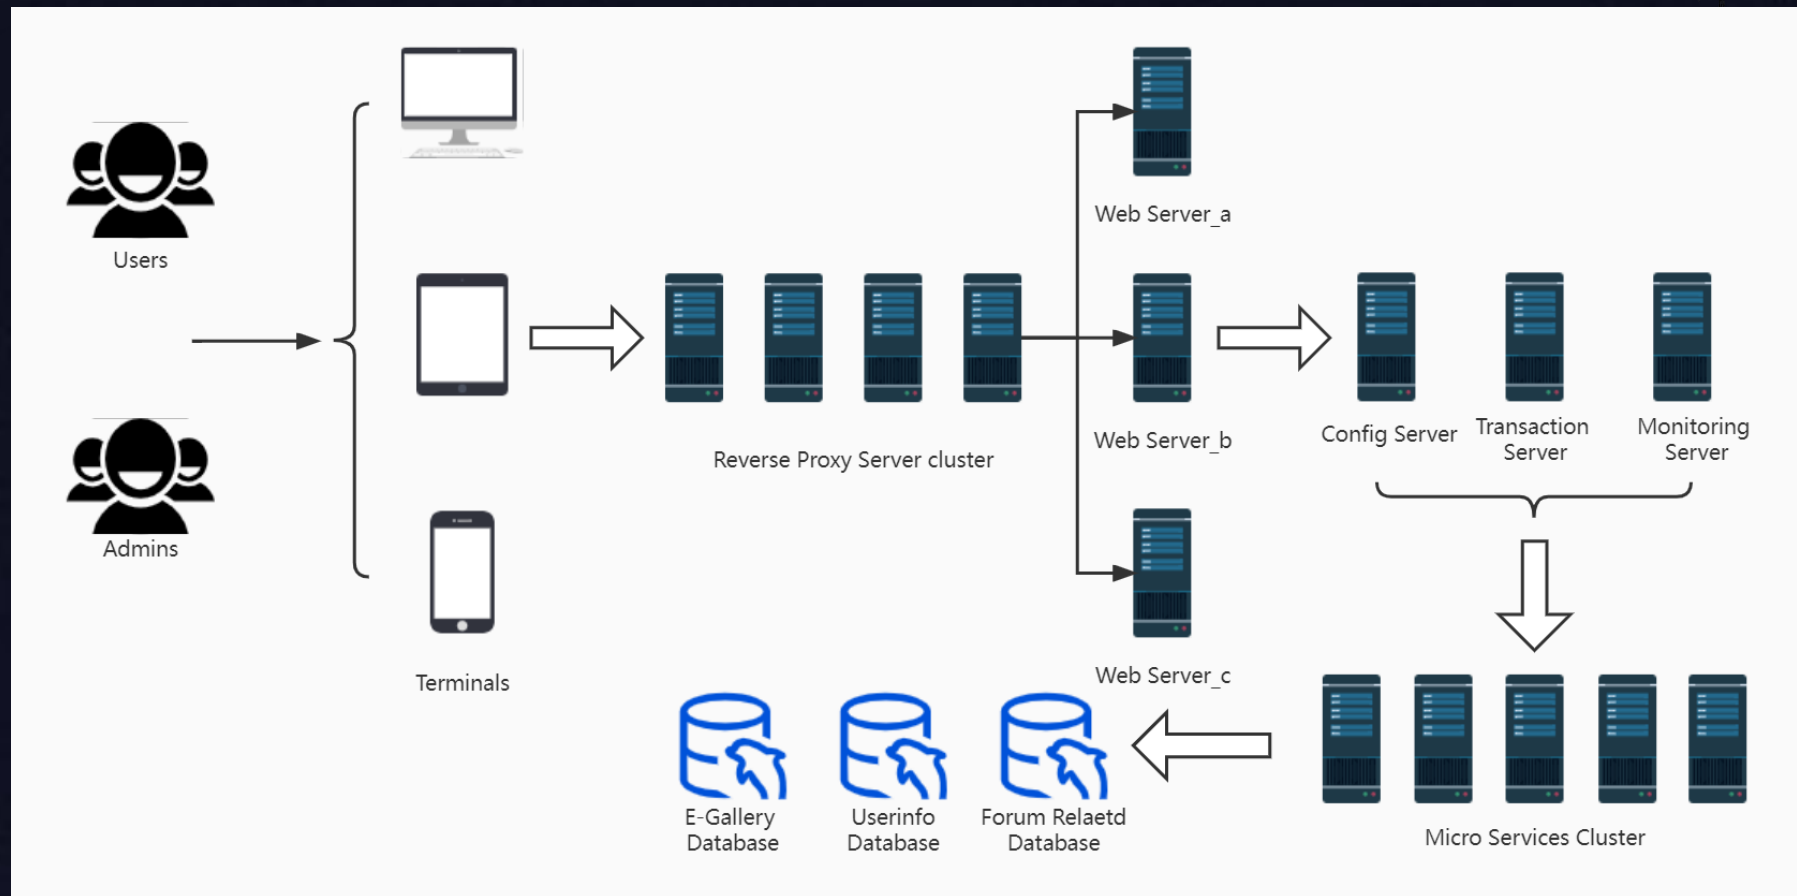 Users
Admins
Terminals
Reverse Proxy Server cluster
Web Server_a
Web Server_b
Web Server_c
Config Server
Transaction
Server
Monitoring
Server
Micro Services Cluster
E-Gallery
Database
Userinfo
Database
Forum Relaetd
Database